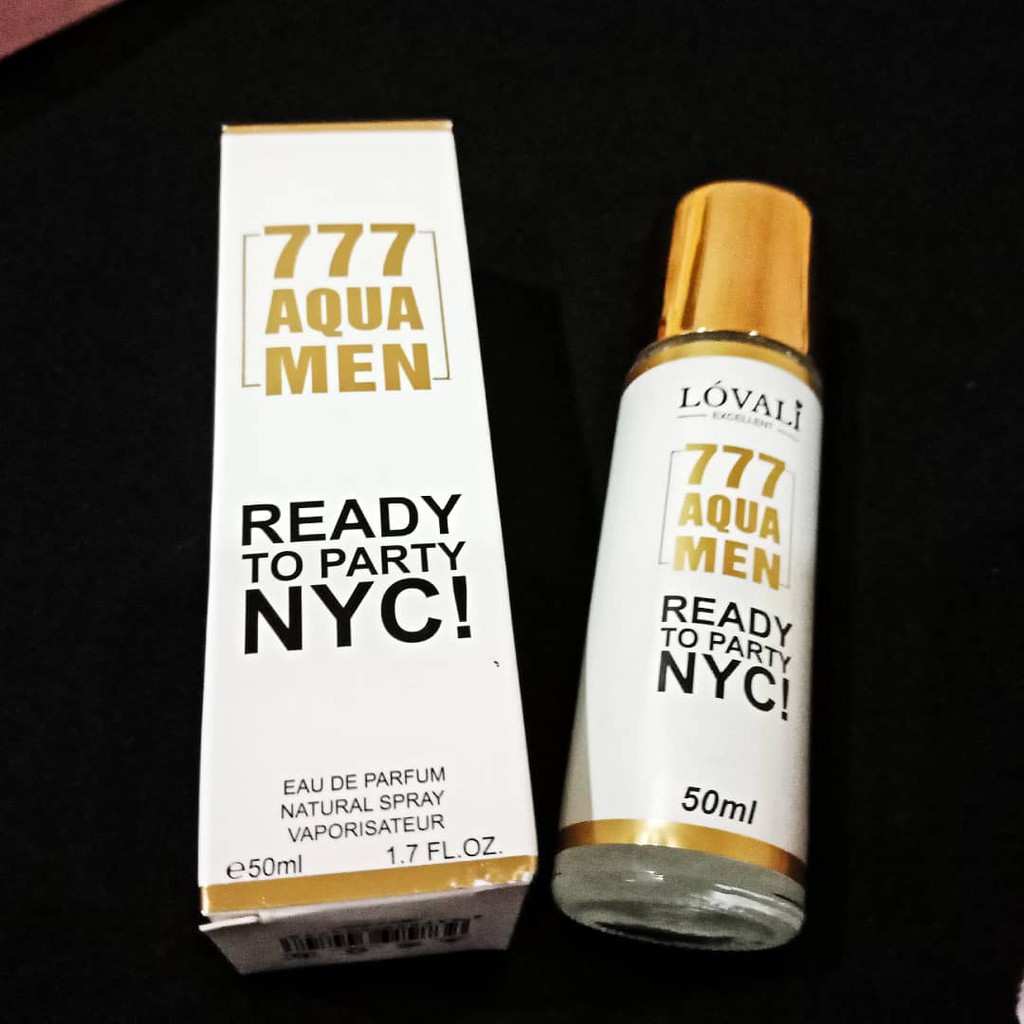 777
AQUA
MEN
READY
TO PARTY
NYC!
EAU DE PARFUM
NATURAL SPRAY
VAPORISATEUR
℮50ml 1.7 FL.OZ.
LÓVALi
EXCELLENT
777
AQUA
MEN
READY
TO PARTY
NYC!
50ml